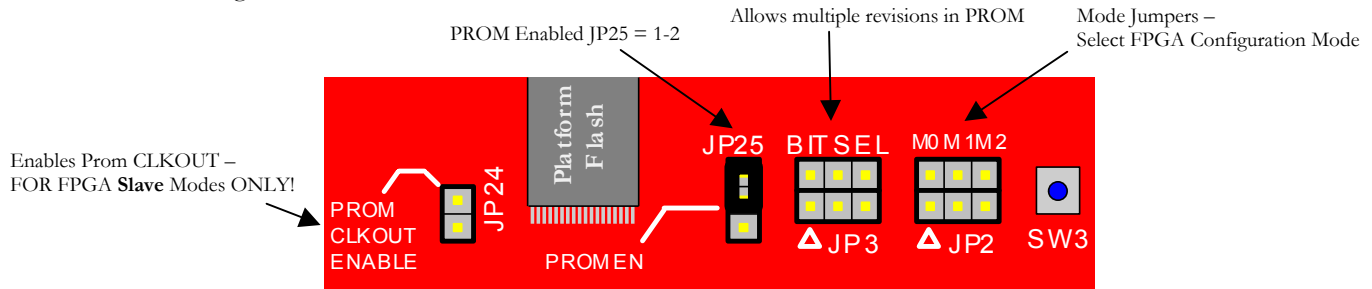 Allows multiple revisions in PROM
Mode Jumpers –
Select FPGA Configuration Mode
PROM Enabled JP25 = 1-2
Enables Prom CLKOUT –
FOR FPGA Slave Modes ONLY!
Platform
Flash
JP25
BITSEL
M0 M1 M2
JP24
PROM
CLKOUT
ENABLE
PROMEN
JP3
JP2
SW3